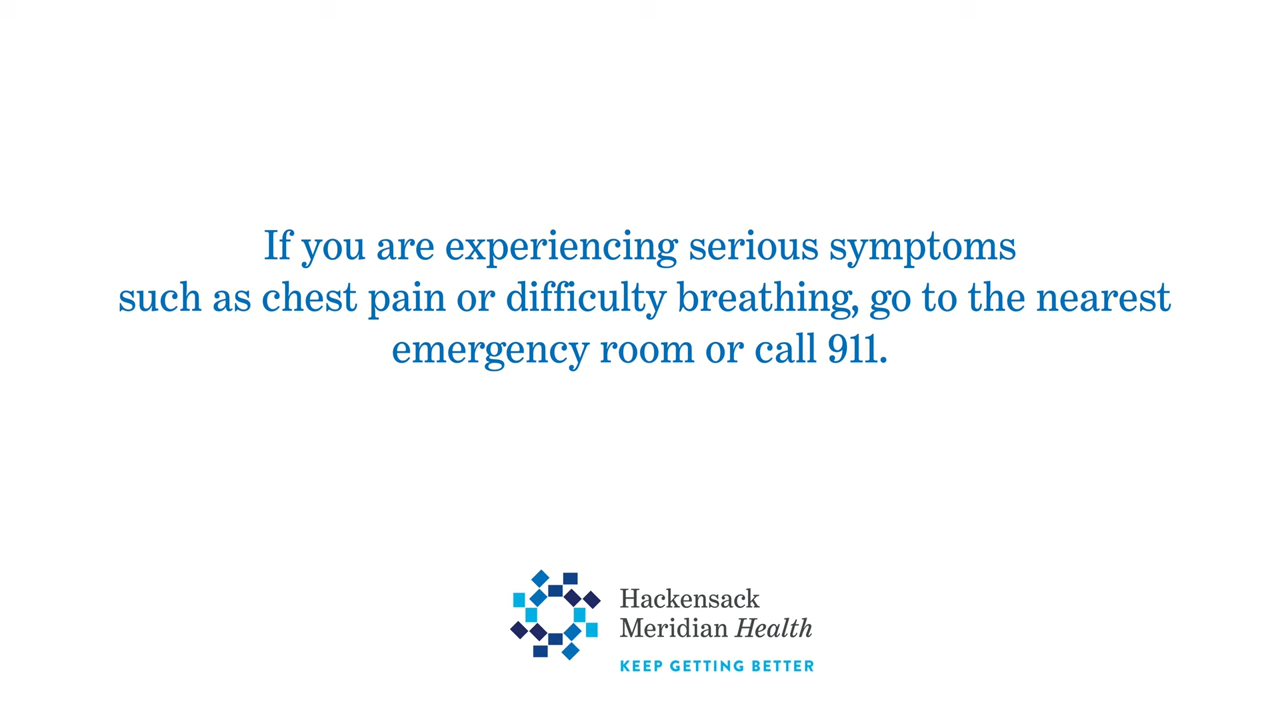 If you are experiencing serious symptoms
such as chest pain or difficulty breathing, go to the nearest
emergency room or call 911.
Hackensack
Meridian Health
KEEP GETTING BETTER